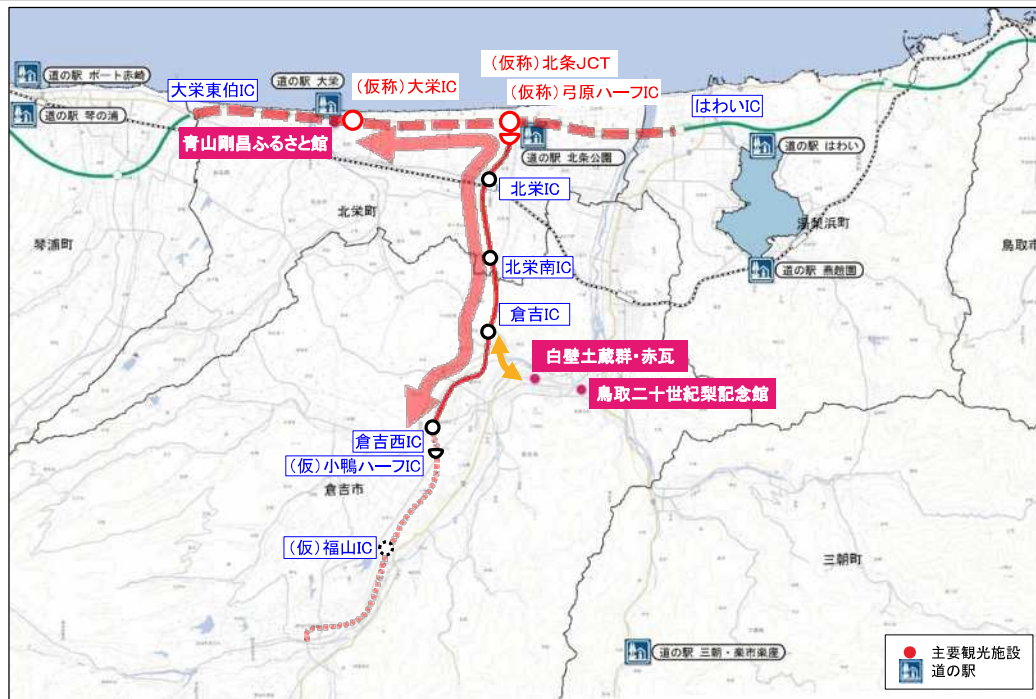 (仮称)北条JCT
道の駅 ポート赤崎
大栄東伯IC
道の駅 大栄
(仮称)大栄IC
(仮称)弓原ハーフIC
はわいIC
道の駅 琴の浦
青山剛昌ふるさと館
道の駅 北条公園
道の駅 はわい
北栄IC
北栄町
湯梨浜町
琴浦町
鳥取市
北栄南IC
道の駅 燕趙園
倉吉IC
白壁土蔵群・赤瓦
鳥取二十世紀梨記念館
倉吉西IC
(仮)小鴨ハーフIC
倉吉市
(仮)福山IC
三朝町
道の駅 三朝・楽市楽座
主要観光施設
道の駅